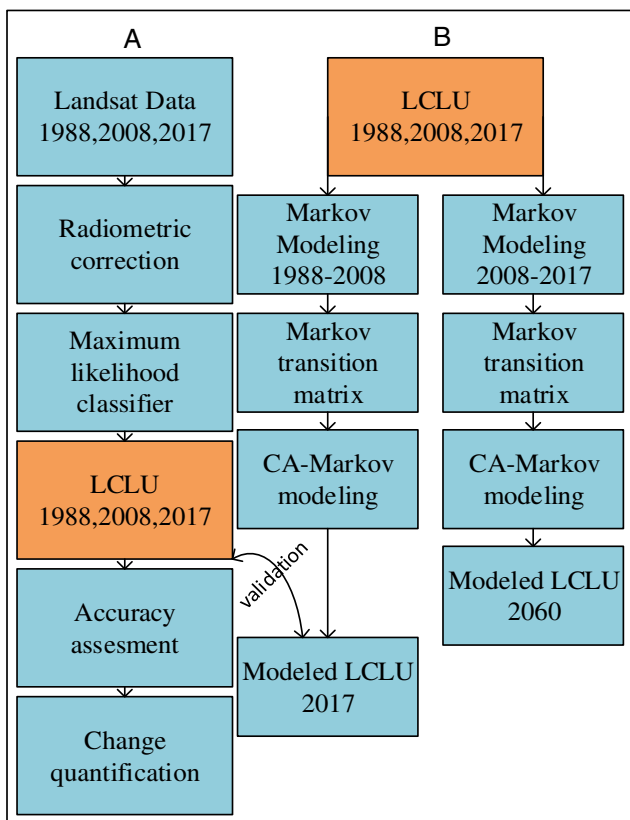 A
Landsat Data
1988,2008,2017
Radiometric
correction
Maximum
likelihood
classifier
LCLU
1988,2008,2017
Accuracy
assesment
Change
quantification
B
LCLU
1988,2008,2017
Markov
Modeling
1988-2008
Markov
transition
matrix
CA-Markov
modeling
validation
Modeled LCLU
2017
Markov
Modeling
2008-2017
Markov
transition
matrix
CA-Markov
modeling
Modeled LCLU
2060